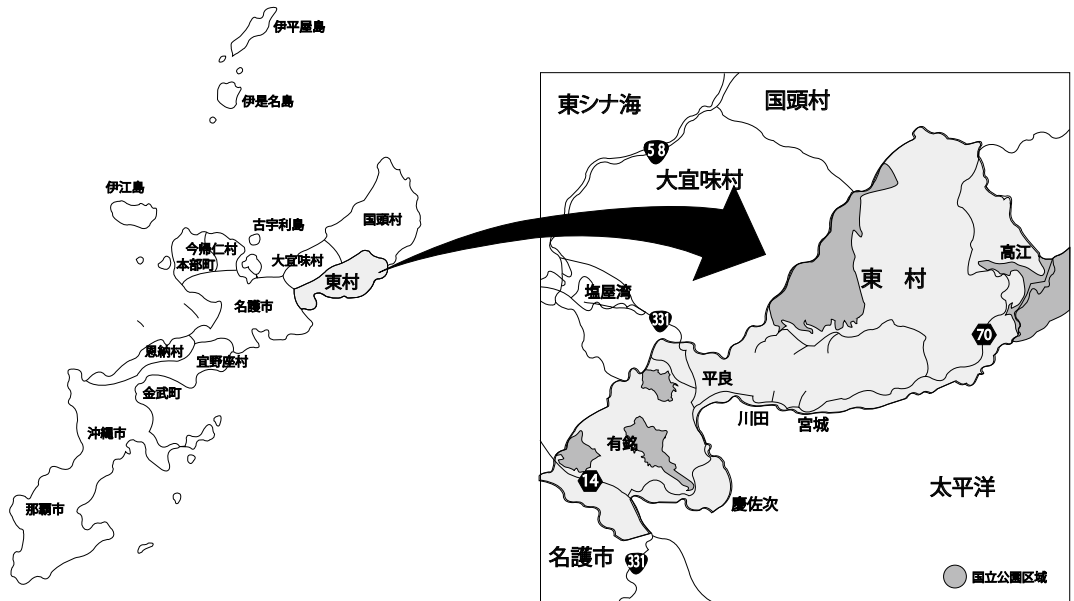 伊平屋島
伊是名島
伊江島
古宇利島
国頭村
今帰仁村
本部町
大宜味村
東村
名護市
恩納村
宜野座村
金武町
沖縄市
那覇市
東シナ海
国頭村
58
大宜味村
高江
東 村
塩屋湾
331
70
平良
川田
宮城
有銘
14
太平洋
慶佐次
名護市
331
国立公園区域